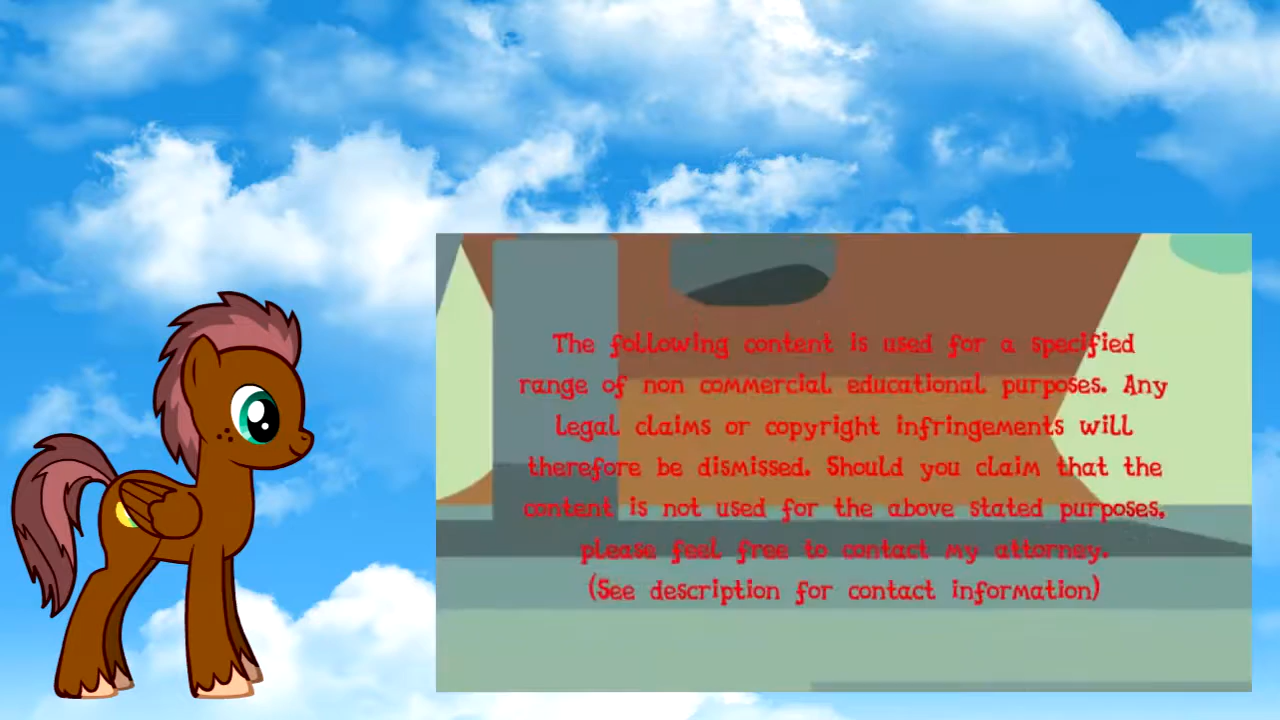 The following content is used for a specified
range of non commercial educational purposes. Any
legal claims or copyright infringements will
therefore be dismissed. Should you claim that the
content is not used for the above stated purposes,
please feel free to contact my attorney.
(See description for contact information)